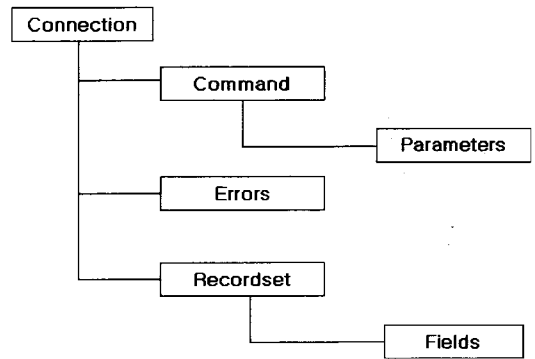 Connection
Command
Parameters
Errors
Recordset
Fields